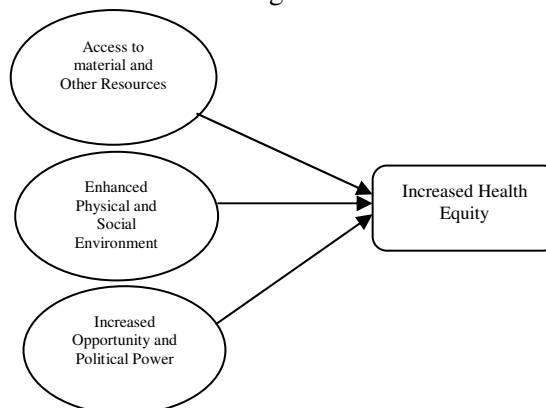 Access to
material and
Other Resources
Enhanced
Physical and
Social
Environment
Increased Health
Equity
Increased
Opportunity and
Political Power